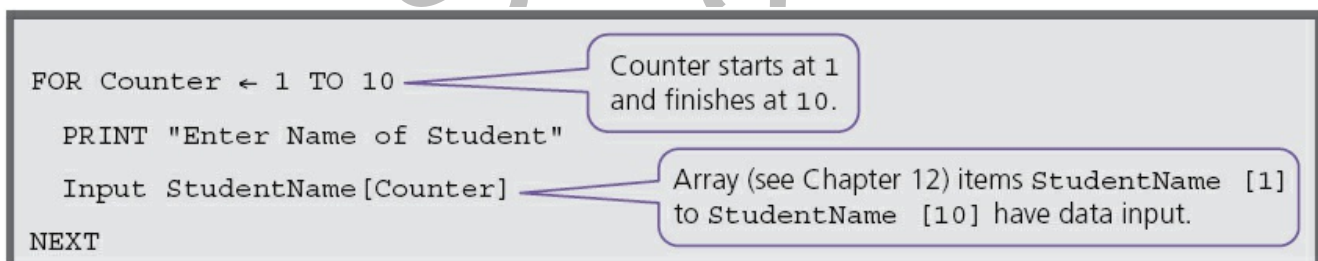 FOR Counter ← 1 TO 10
Counter starts at 1
and finishes at 10.
PRINT "Enter Name of Student"
Input StudentName[Counter]
Array (see Chapter 12) items StudentName [1]
to StudentName [10] have data input.
NEXT